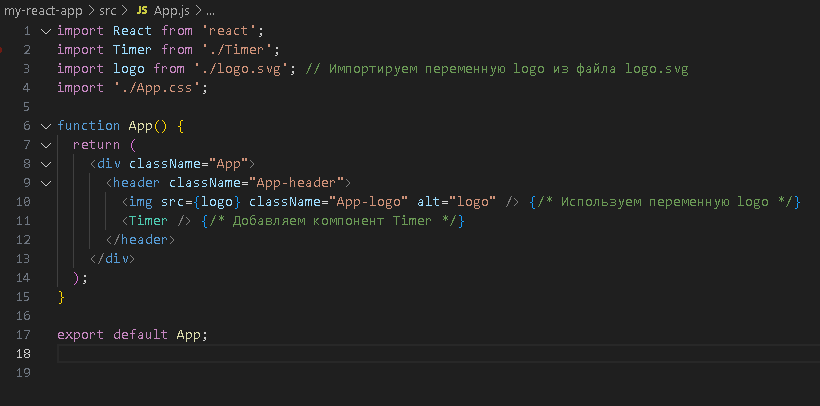 my-react-app > src > JS App.js > ...
1 import React from 'react';
2 import Timer from './Timer';
3 import logo from './logo.svg'; // Импортируем переменную logo из файла logo.svg
4 import './App.css';
5
6 function App() {
7 return (
8 <div className="App">
9 <header className="App-header">
10 <img src={logo} className="App-logo" alt="logo" /> {/* Используем переменную logo */}
11 <Timer /> {/* Добавляем компонент Timer */}
12 </header>
13 </div>
14 );
15 }
16
17 export default App;
18
19